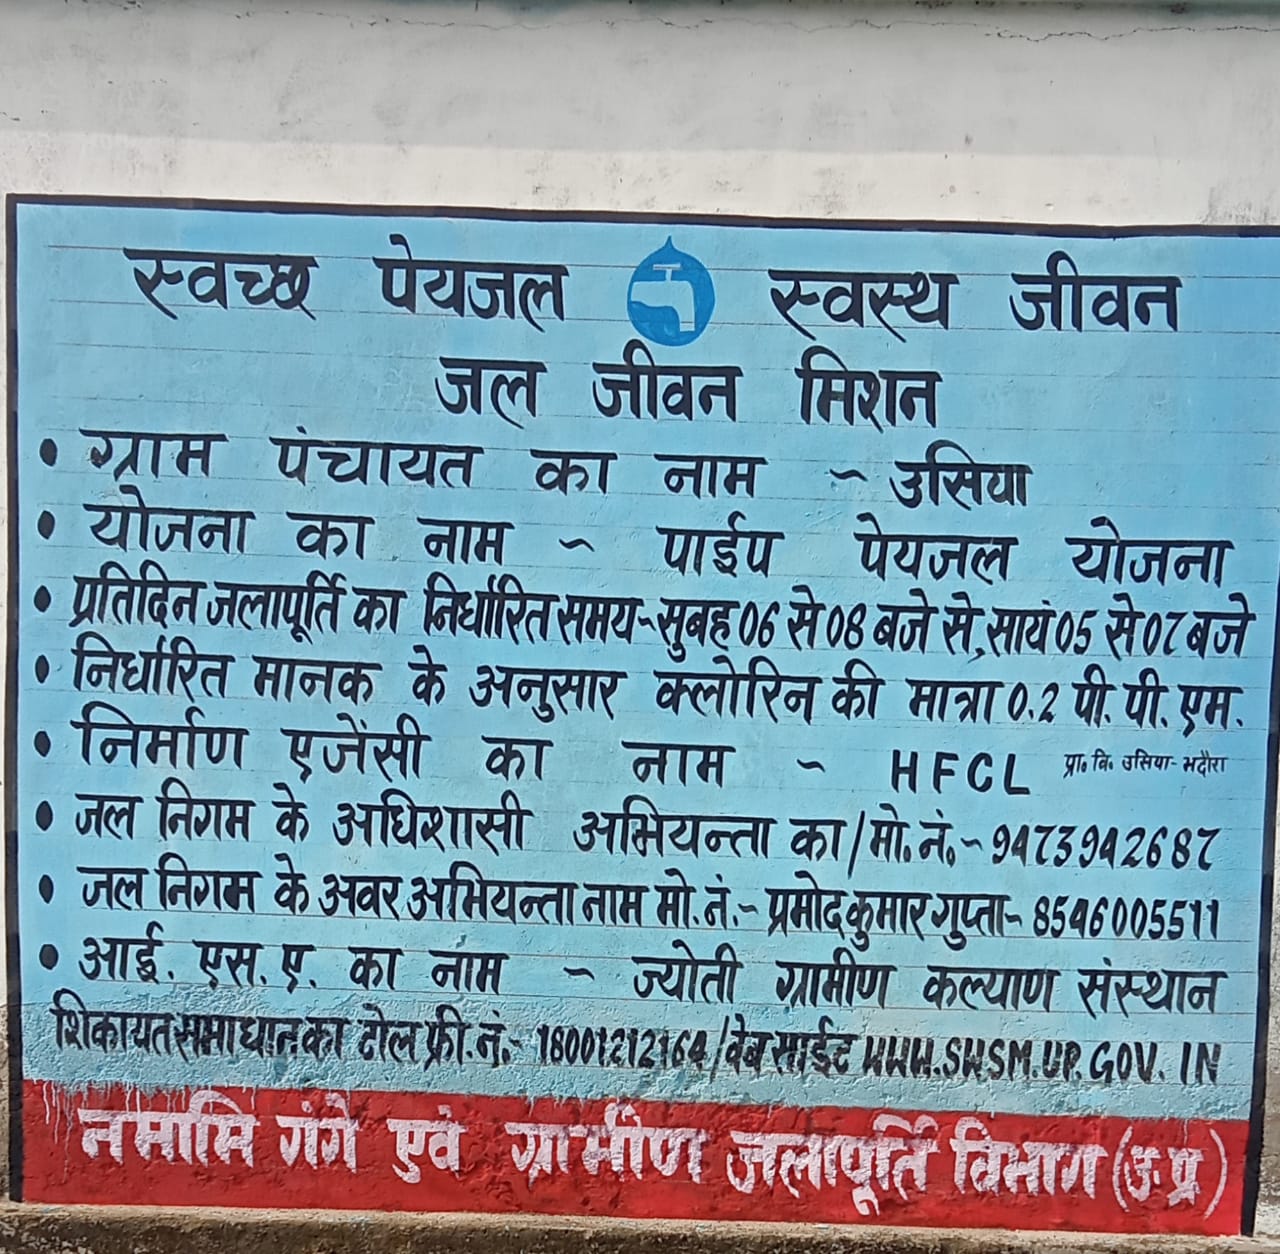 स्वच्छ पेयजल स्वस्थ जीवन
जल जीवन मिशन
• ग्राम पंचायत का नाम ~ उसिया
• योजना का नाम ~ पाईप पेयजल योजना
• प्रतिदिन जलापूर्ति का निर्धारित समय~सुबह 06 से 08 बजे से, सायं 05 से 07 बजे
• निर्धारित मानक के अनुसार क्लोरिन की मात्रा 0.2 पी. पी. एम.
• निर्माण एजेंसी का नाम ~ HFCL प्रा० वि० उसिया-भदौरा
• जल निगम के अधिशासी अभियन्ता का/मो. नं.~9473942687
• जल निगम के अवर अभियन्ता नाम मो. नं.~ प्रमोद कुमार गुप्ता~8546005511
• आई. एस. ए. का नाम ~ ज्योती ग्रामीण कल्याण संस्थान
शिकायत समाधान का टोल फ्री. नं.~ 18001212164/वेब साईट WWW.SWSM.UP.GOV.IN
नमामि गंगे एवं ग्रामीण जलापूर्ति विभाग (उ प्र)